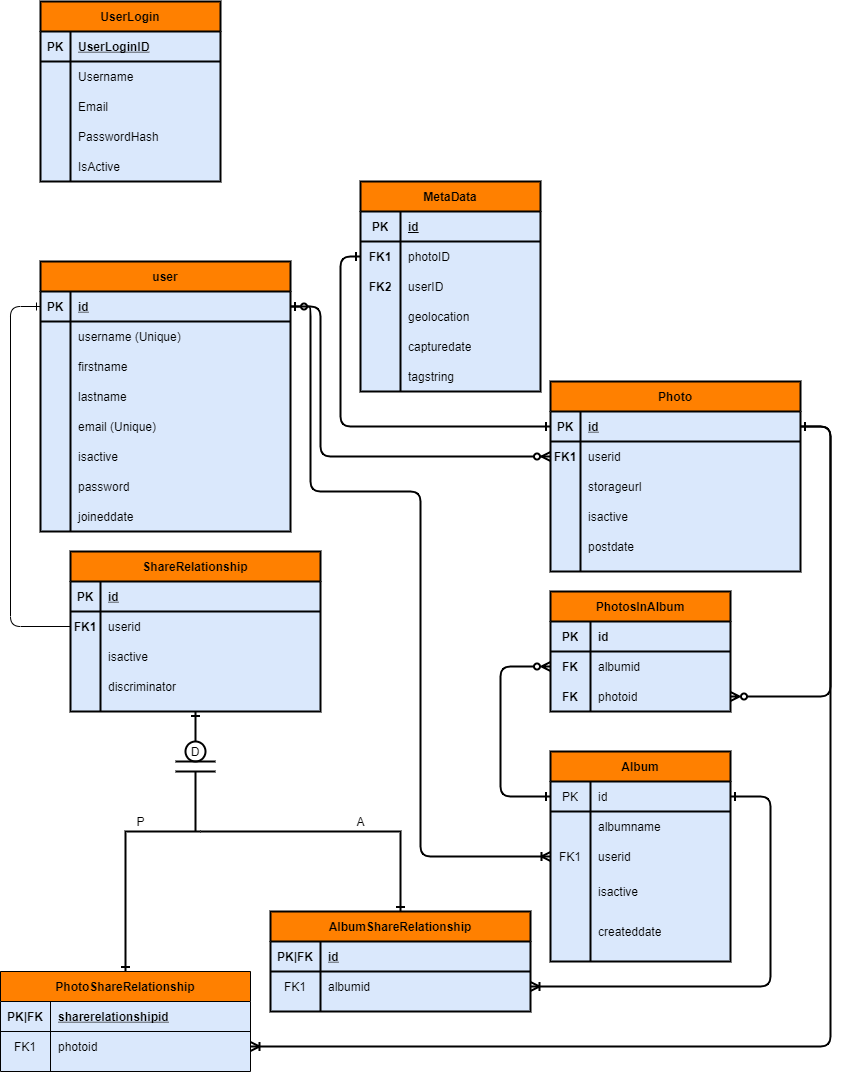 UserLogin
PK UserLoginID
Username
Email
PasswordHash
IsActive
MetaData
PK id
FK1 photoID
FK2 userID
geolocation
capturedate
tagstring
user
PK id
username (Unique)
firstname
lastname
email (Unique)
isactive
password
joineddate
Photo
PK id
FK1 userid
storageurl
isactive
postdate
ShareRelationship
PK id
FK1 userid
isactive
discriminator
PhotosInAlbum
PK id
FK albumid
FK photoid
D
P A
Album
PK id
albumname
FK1 userid
isactive
createddate
AlbumShareRelationship
PK|FK id
FK1 albumid
PhotoShareRelationship
PK|FK sharerelationshipid
FK1 photoid